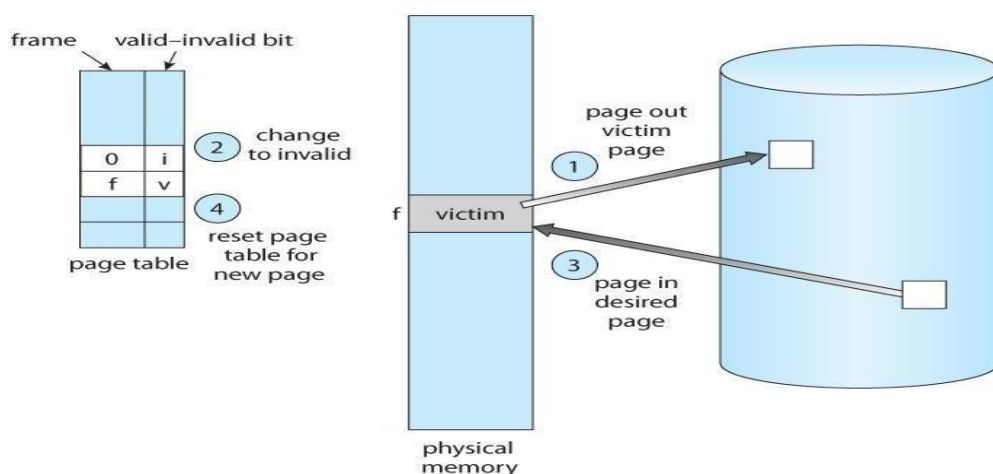 frame
valid–invalid bit
0 i
f v
2
change
to invalid
4
reset page
table for
new page
page table
f
victim
physical
memory
page out
victim
page
1
3
page in
desired
page